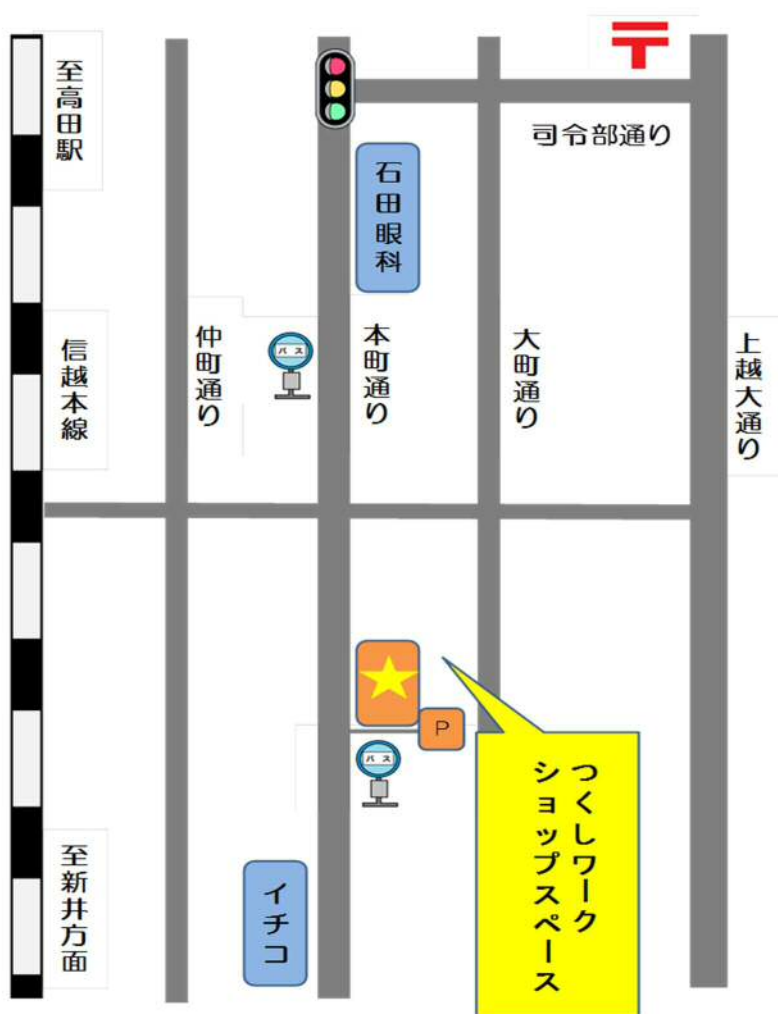 至高田駅
司令部通り
石田眼科
信越本線
仲町通り
バス
本町通り
大町通り
上越大通り
P
バス
つくしワーク
ショップスペース
至新井方面
イチコ